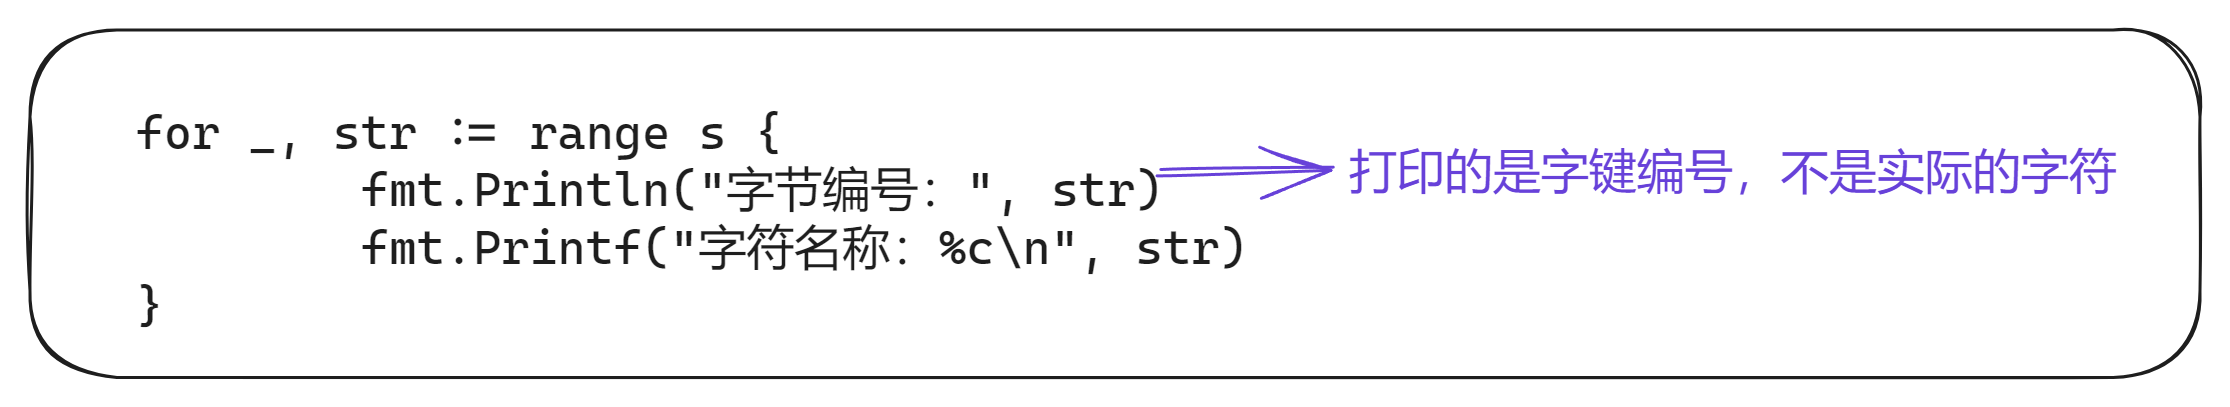 for _, str := range s {
fmt.Println("字节编号：", str)
打印的是字键编号，不是实际的字符
fmt.Printf("字符名称：%c\n", str)
}